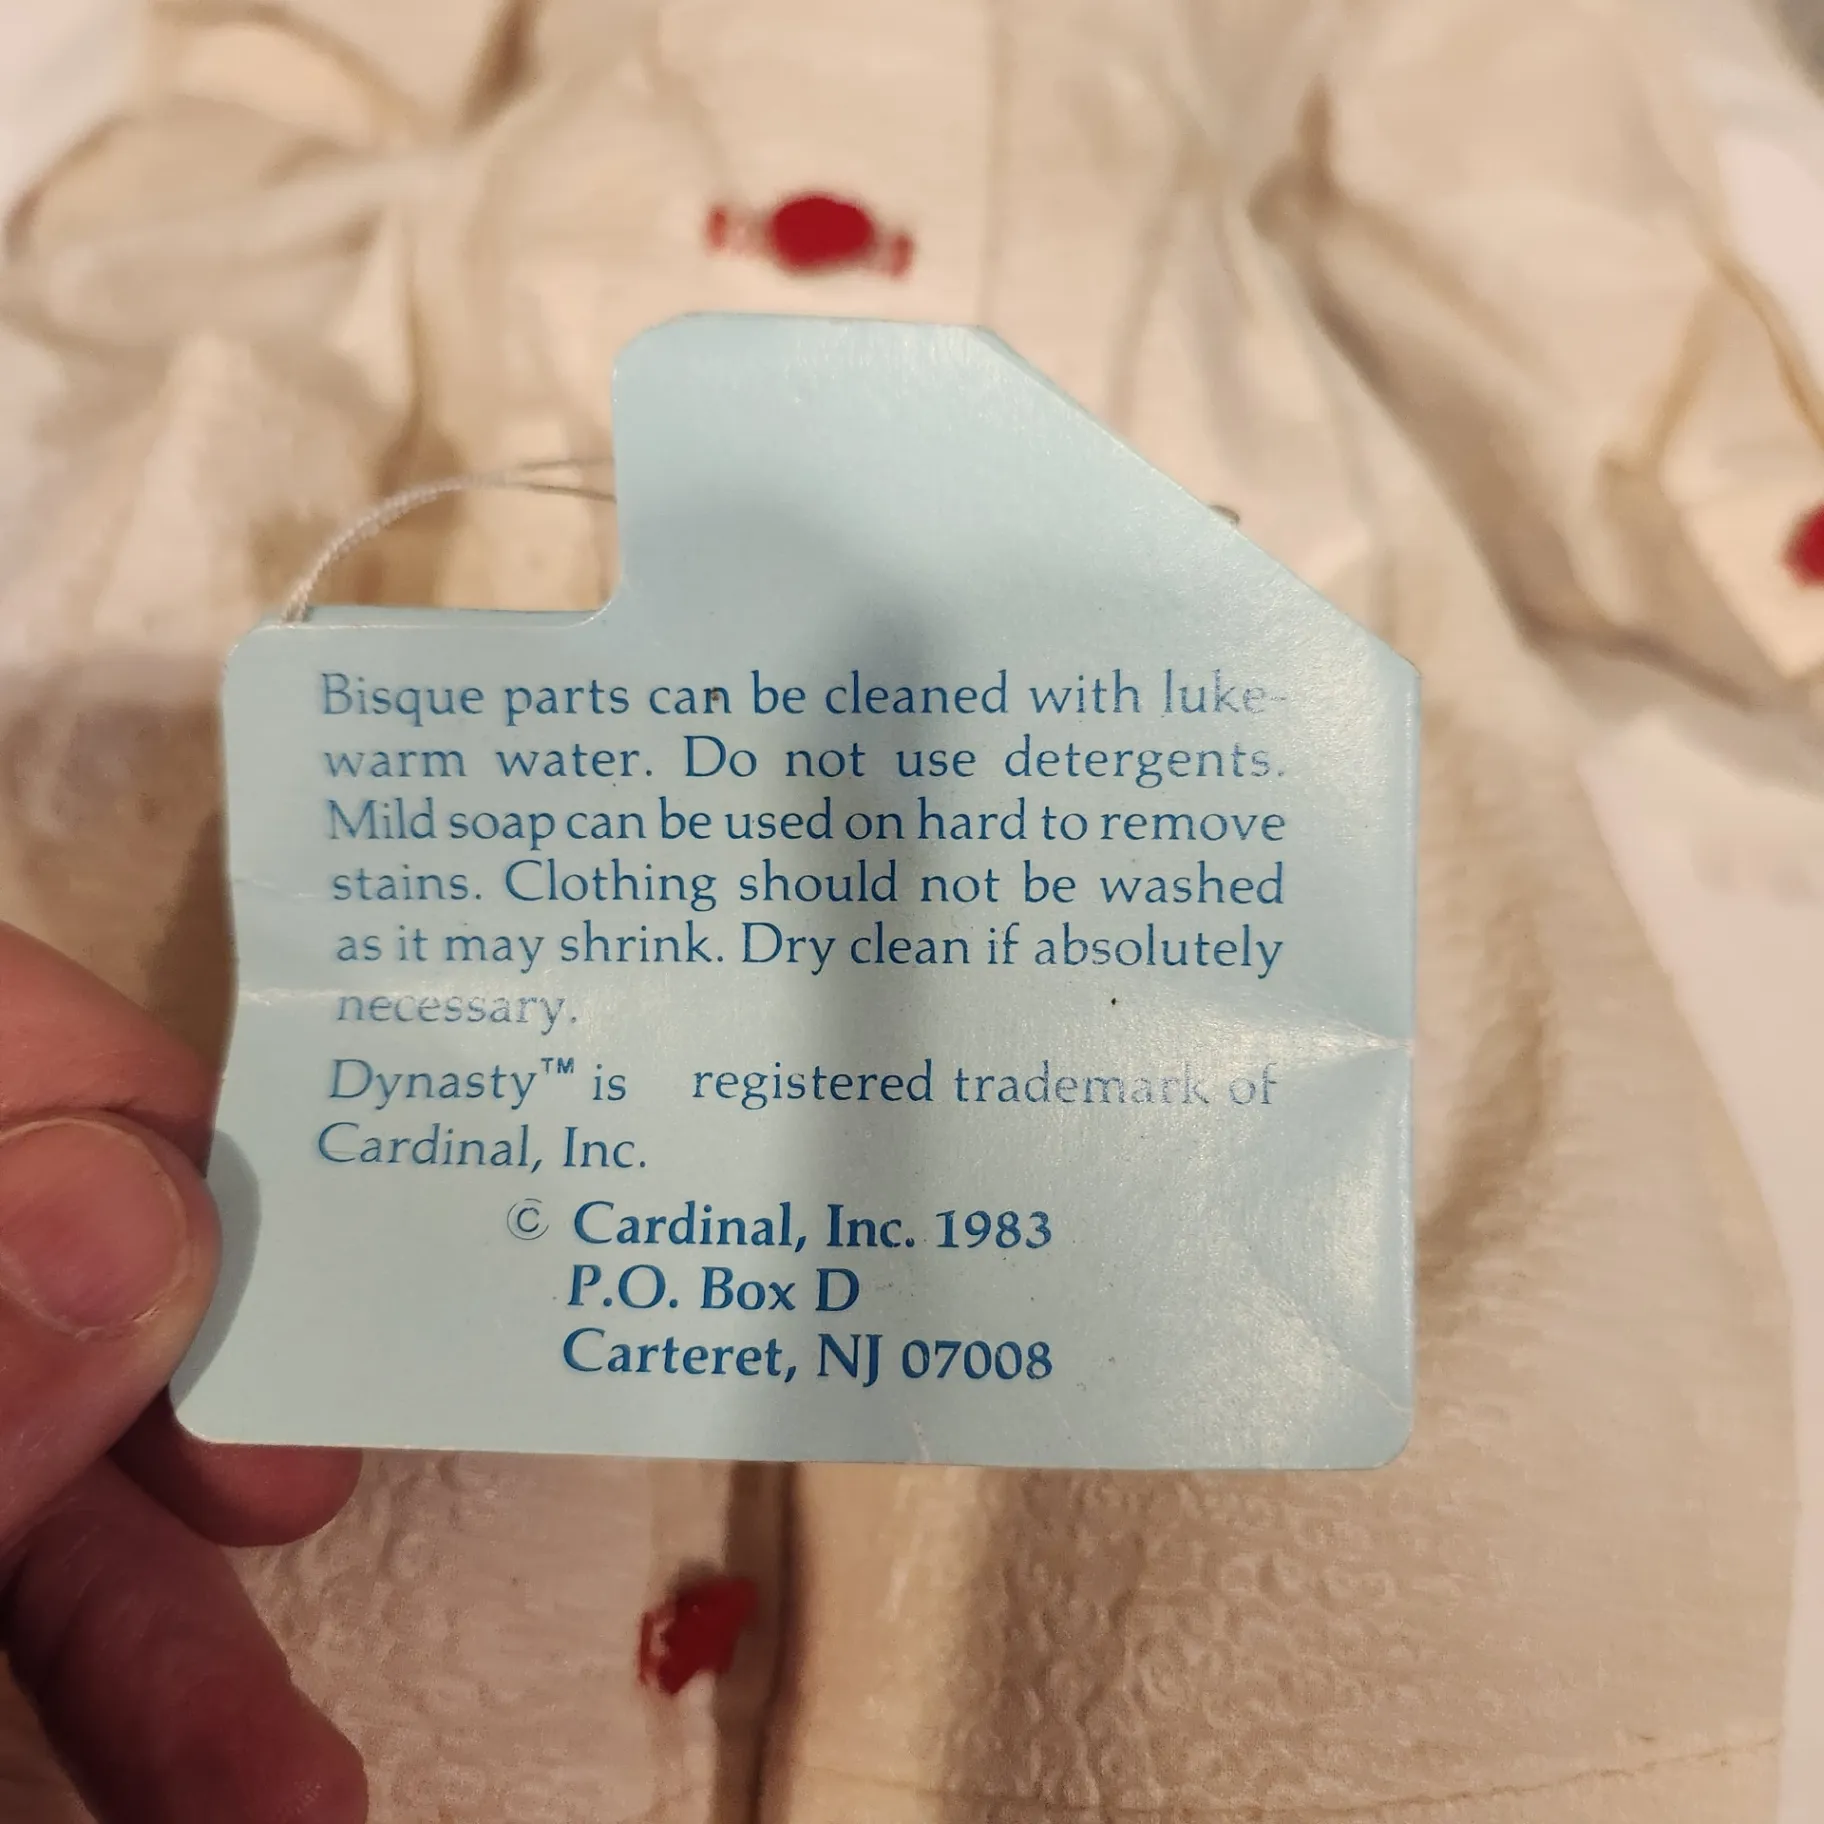 Bisque parts can be cleaned with luke-
warm water. Do not use detergents.
Mild soap can be used on hard to remove
stains. Clothing should not be washed
as it may shrink. Dry clean if absolutely
necessary.
Dynasty™ is registered trademark of
Cardinal, Inc.
© Cardinal, Inc. 1983
P.O. Box D
Carteret, NJ 07008